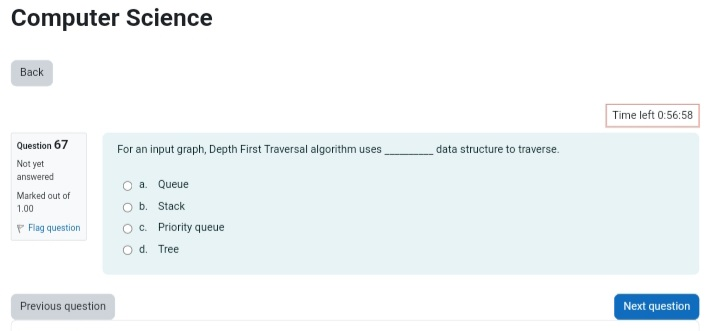 Computer Science
Back
Time left 0:56:58
Question 67
Not yet
answered
Marked out of
1.00
Flag question
For an input graph, Depth First Traversal algorithm uses __________ data structure to traverse.
a. Queue
b. Stack
c. Priority queue
d. Tree
Previous question
Next question